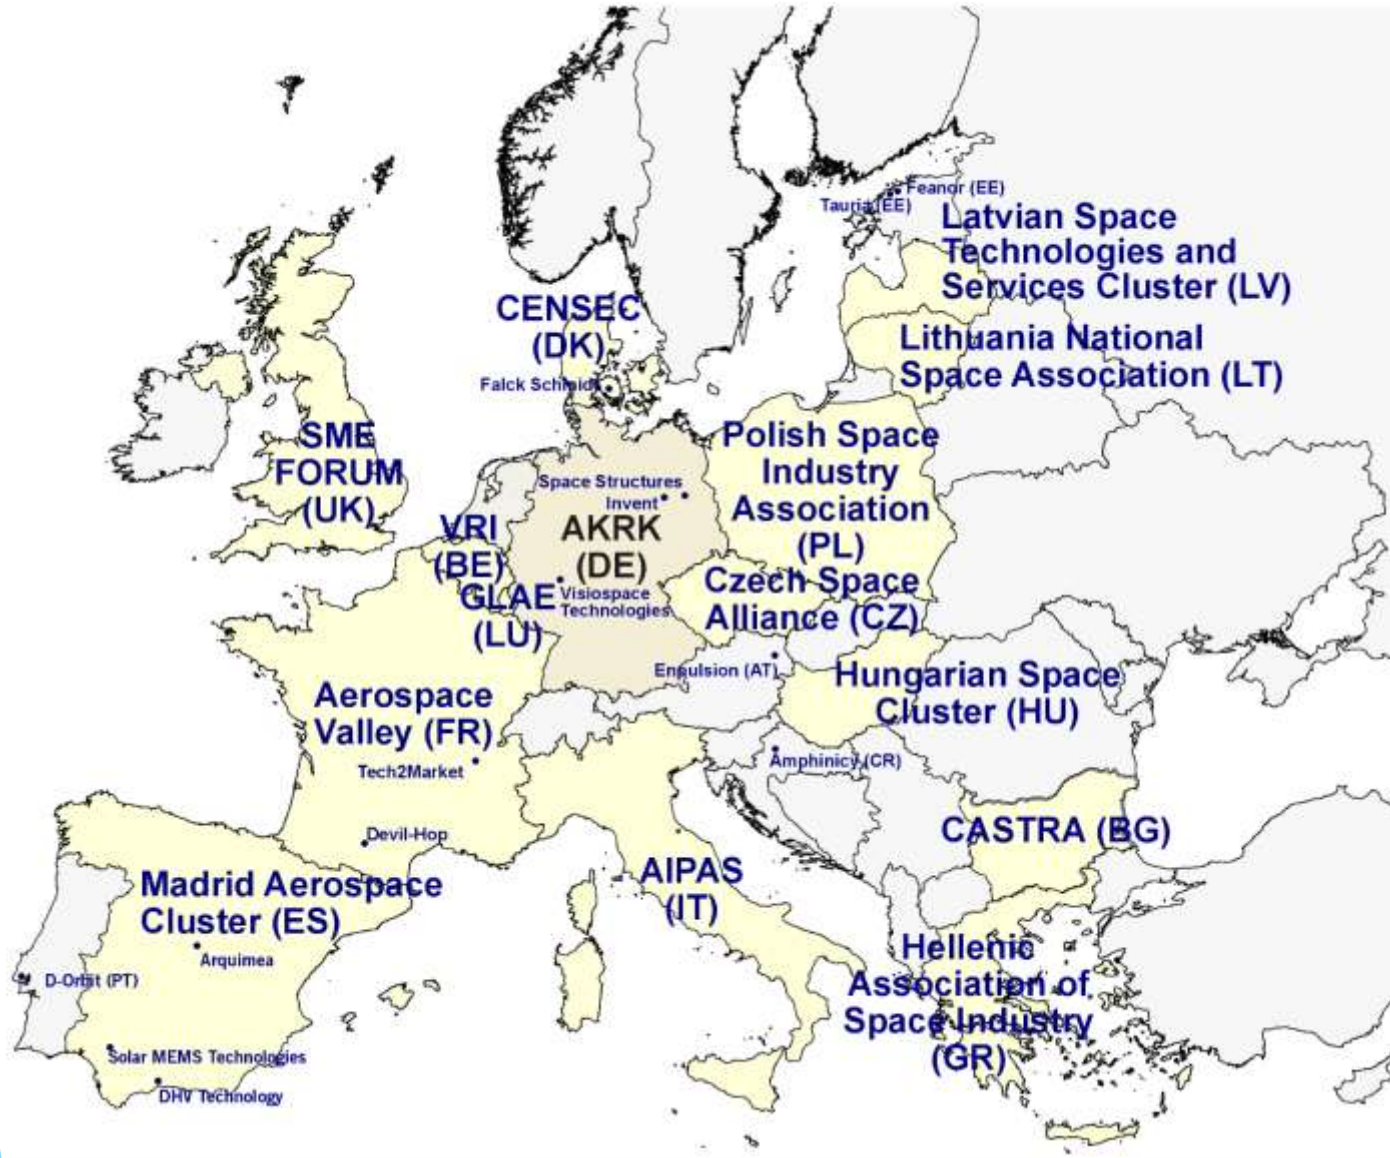 Feanor (EE)
Tauria (EE)
Latvian Space
Technologies and
Services Cluster (LV)
CENSEC
(DK)
Lithuania National
Space Association (LT)
Falck Schmidt
SME
FORUM
(UK)
Polish Space
Industry
Association
(PL)
Space Structures
Invent
VRI
(BE)
AKRK
(DE)
Czech Space
Alliance (CZ)
GLAE
(LU)
Visiospace
Technologies
Enpulsion (AT)
Hungarian Space
Cluster (HU)
Aerospace
Valley (FR)
Tech2Market
Amphinicy (CR)
Devil-Hop
CASTRA (BG)
Madrid Aerospace
Cluster (ES)
AIPAS
(IT)
Arquimea
D-Orbit (PT)
Hellenic
Association of
Space Industry
(GR)
Solar MEMS Technologies
DHV Technology